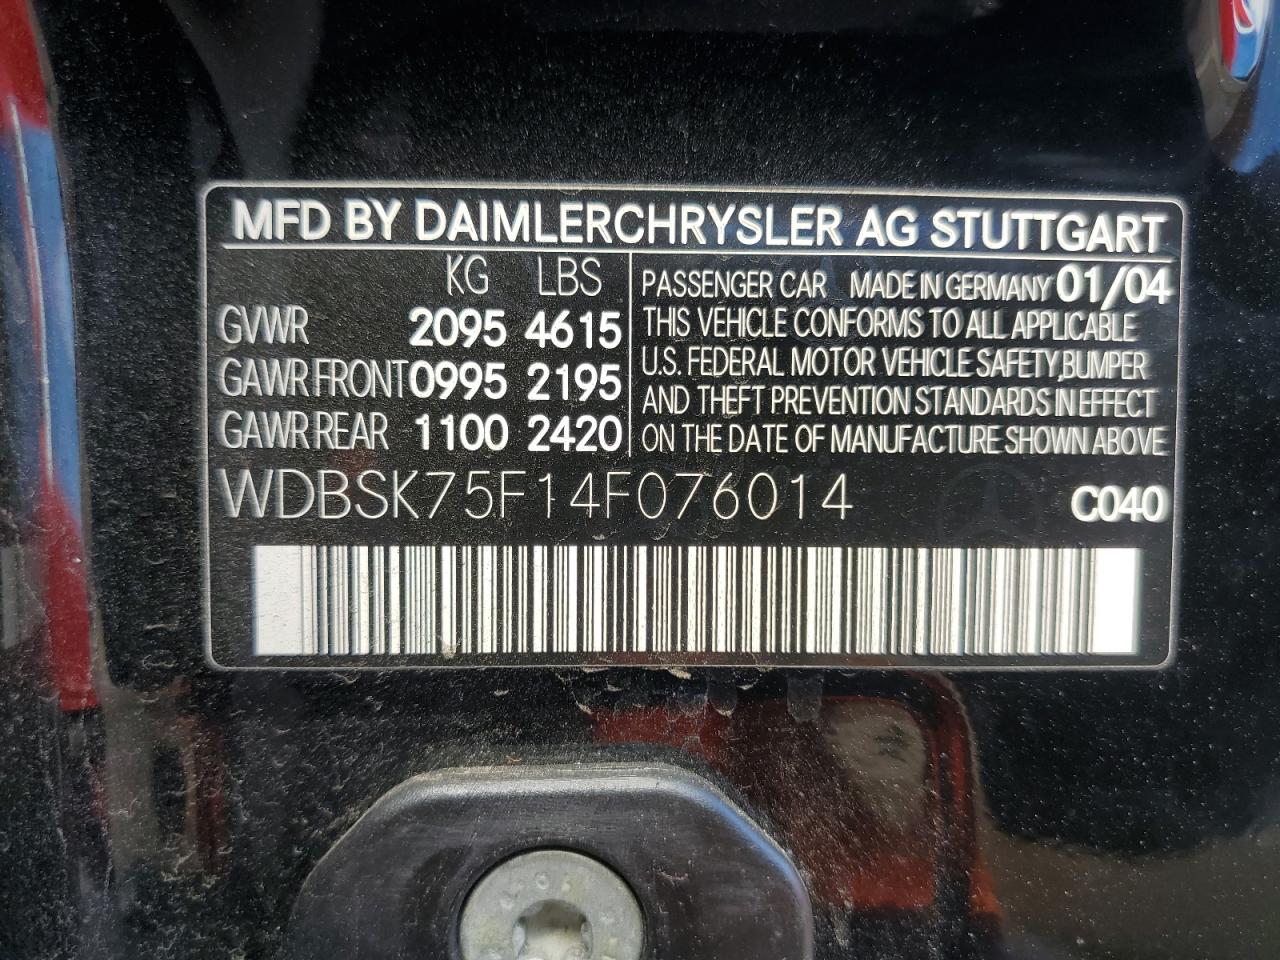 MFD BY DAIMLERCHRYSLER AG STUTTGART
KG LBS
GVWR 2095 4615
GAWR FRONT 0995 2195
GAWR REAR 1100 2420
PASSENGER CAR MADE IN GERMANY 01/04
THIS VEHICLE CONFORMS TO ALL APPLICABLE
U.S. FEDERAL MOTOR VEHICLE SAFETY,BUMPER
AND THEFT PREVENTION STANDARDS IN EFFECT
ON THE DATE OF MANUFACTURE SHOWN ABOVE
WDBSK75F14F076014 C040